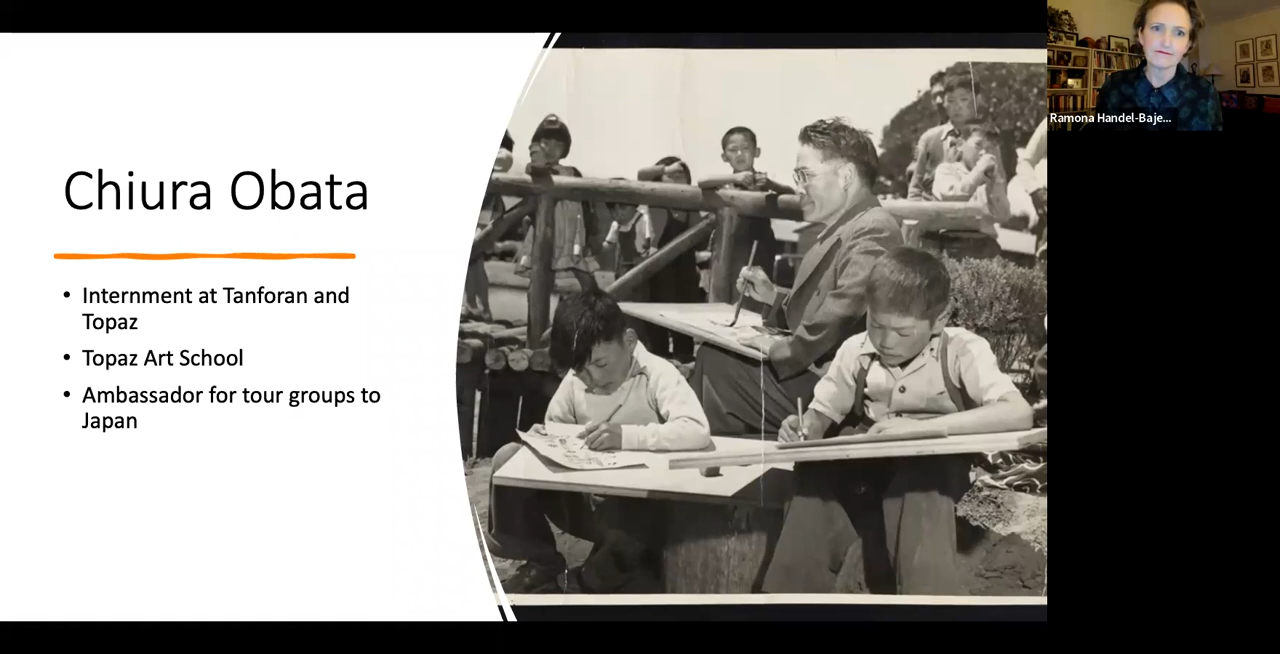 Chiura Obata
• Internment at Tanforan and
Topaz
• Topaz Art School
• Ambassador for tour groups to
Japan
Ramona Handel-Baje...